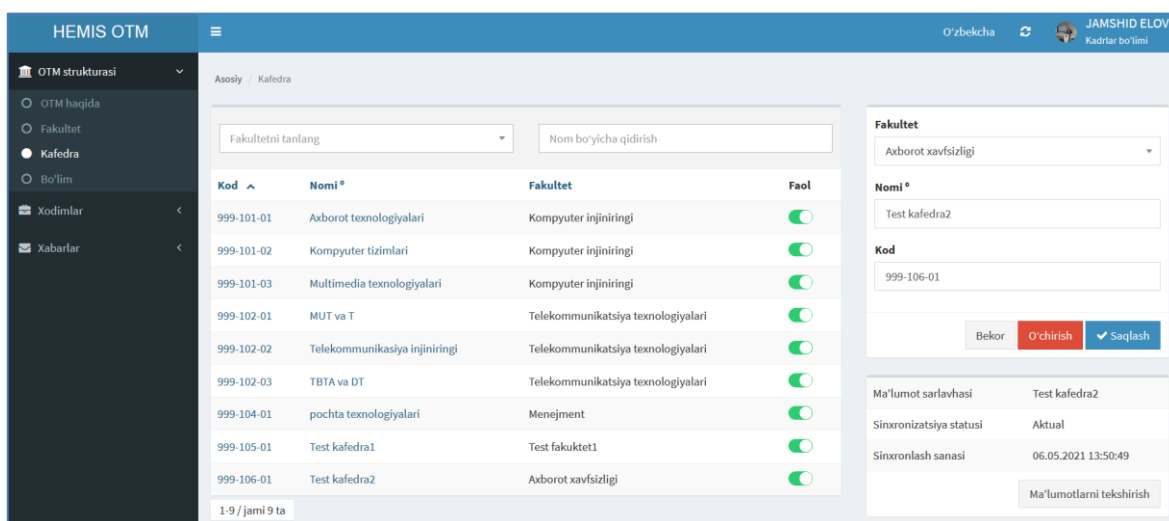 HEMIS OTM
O'zbekcha
JAMSHID ELOV
Kadrlar bo'limi
OTM strukturasi
OTM haqida
Fakultet
Kafedra
Bo'lim
Xodimlar
Xabarlar
Asosiy / Kafedra
Fakultetni tanlang
Nom bo'yicha qidirish
Kod Nomi Fakultet Faol
999-101-01 Axborot texnologiyalari Kompyuter injiniringi
999-101-02 Kompyuter tizimlari Kompyuter injiniringi
999-101-03 Multimedia texnologiyalari Kompyuter injiniringi
999-102-01 MUT va T Telekommunikatsiya texnologiyalari
999-102-02 Telekommunikasiya injiniringi Telekommunikatsiya texnologiyalari
999-102-03 TBTA va DT Telekommunikatsiya texnologiyalari
999-104-01 pochta texnologiyalari Menejment
999-105-01 Test kafedra1 Test fakuktet1
999-106-01 Test kafedra2 Axborot xavfsizligi
1-9 / jami 9 ta
Fakultet
Axborot xavfsizligi
Nomi
Test kafedra2
Kod
999-106-01
Bekor O'chirish Saqlash
Ma'lumot sarlavhasi Test kafedra2
Sinxronizatsiya statusi Aktual
Sinxronlash sanasi 06.05.2021 13:50:49
Ma'lumotlarni tekshirish